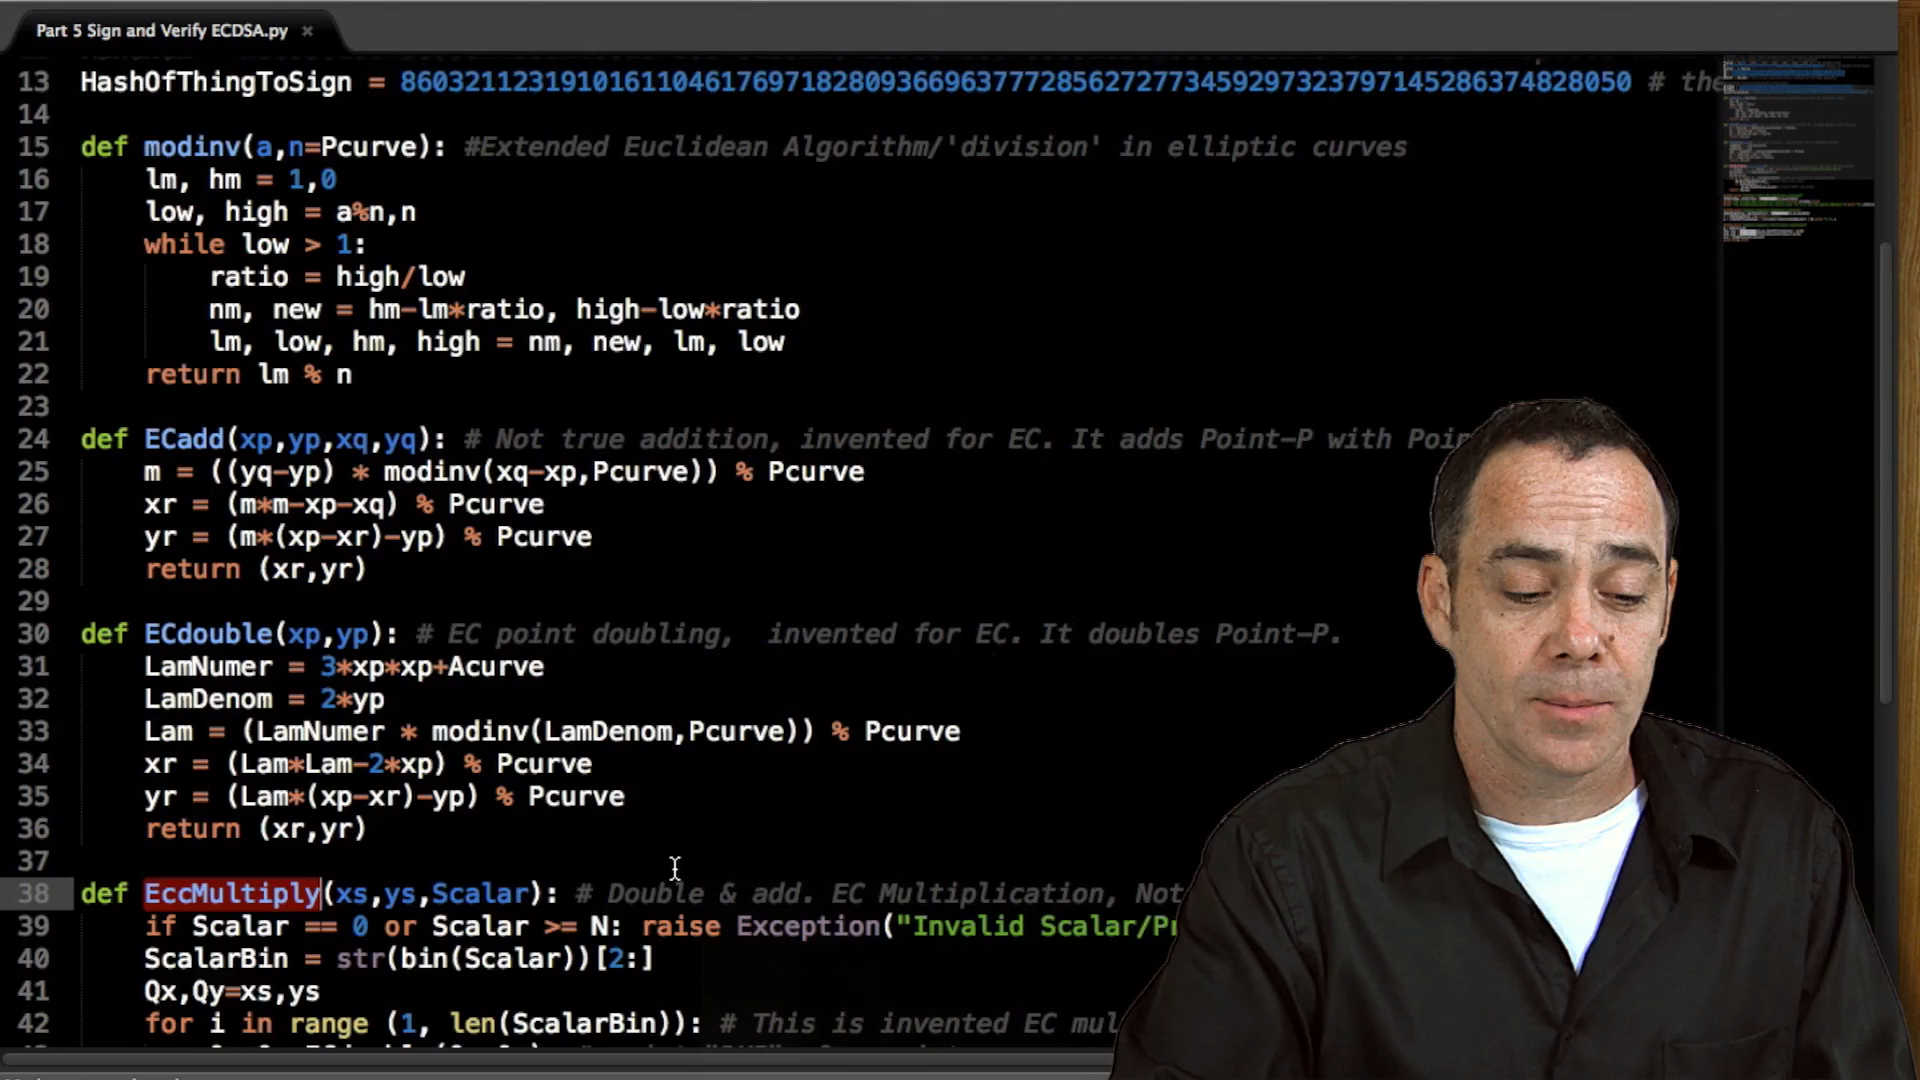 Part 5 Sign and Verify ECDSA.py ×
13 HashOfThingToSign = 86032112319101611046176971828093669637772856272773459297323797145286374828050 # the
14
15 def modinv(a,n=Pcurve): #Extended Euclidean Algorithm/'division' in elliptic curves
16 lm, hm = 1,0
17 low, high = a%n,n
18 while low > 1:
19 ratio = high/low
20 nm, new = hm-lm*ratio, high-low*ratio
21 lm, low, hm, high = nm, new, lm, low
22 return lm % n
23
24 def ECadd(xp,yp,xq,yq): # Not true addition, invented for EC. It adds Point-P with
25 m = ((yq-yp) * modinv(xq-xp,Pcurve)) % Pcurve
26 xr = (m*m-xp-xq) % Pcurve
27 yr = (m*(xp-xr)-yp) % Pcurve
28 return (xr,yr)
29
30 def ECdouble(xp,yp): # EC point doubling, invented for EC. It doubles Point-P.
31 LamNumer = 3*xp*xp+Acurve
32 LamDenom = 2*yp
33 Lam = (LamNumer * modinv(LamDenom,Pcurve)) % Pcurve
34 xr = (Lam*Lam-2*xp) % Pcurve
35 yr = (Lam*(xp-xr)-yp) % Pcurve
36 return (xr,yr)
37
38 def EccMultiply(xs,ys,Scalar): # Double & add. EC Multiplication, Not
39 if Scalar == 0 or Scalar >= N: raise Exception("Invalid Scalar/Pr
40 ScalarBin = str(bin(Scalar))[2:]
41 Qx,Qy=xs,ys
42 for i in range (1, len(ScalarBin)): # This is invented EC mul